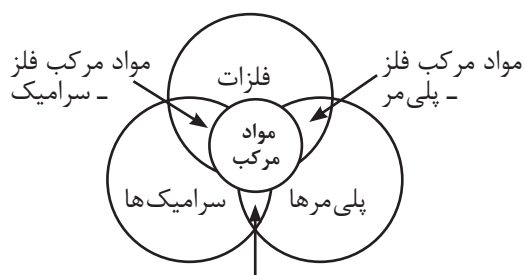 مواد مرکب فلز
ـ پلی‌مر
مواد مرکب فلز
ـ سرامیک
فلزات
مواد
مرکب
پلی‌مرها
سرامیک‌ها